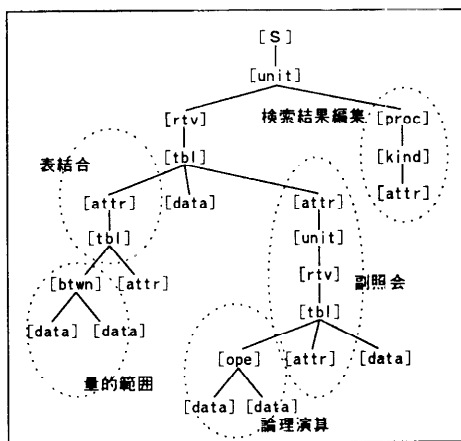 [S]
[unit]
[rtv] 検索結果編集 [proc]
表結合 [tbl] [kind]
[attr] [data] [attr] [attr]
[tbl] [unit]
[btwn] [attr] [rtv] 副照会
[data] [data] [tbl]
量的範囲 [ope] [attr] [data]
[data] [data]
論理演算